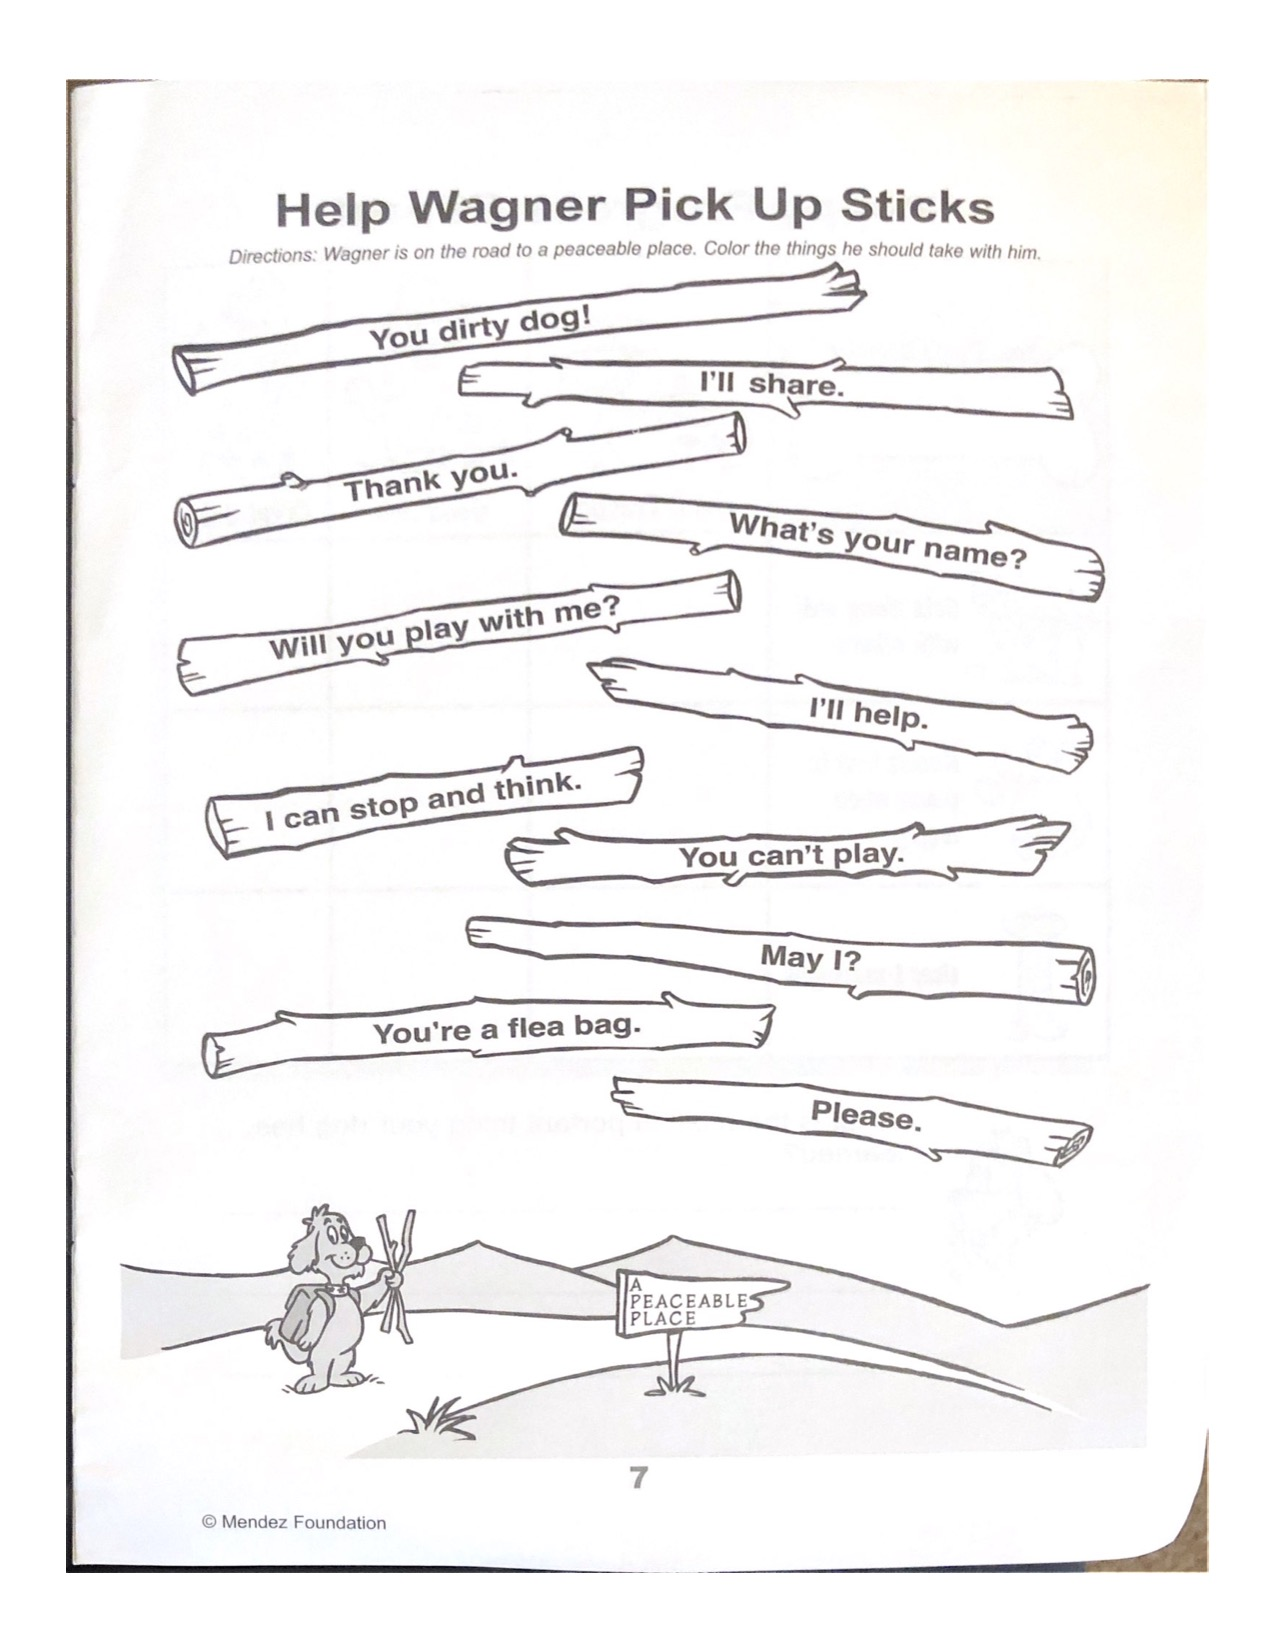 Help Wagner Pick Up Sticks
Directions: Wagner is on the road to a peaceable place. Color the things he should take with him.
You dirty dog!
I'll share.
Thank you.
What's your name?
Will you play with me?
I'll help.
I can stop and think.
You can't play.
May I?
You're a flea bag.
Please.
A
PEACEABLE
PLACE
7
© Mendez Foundation